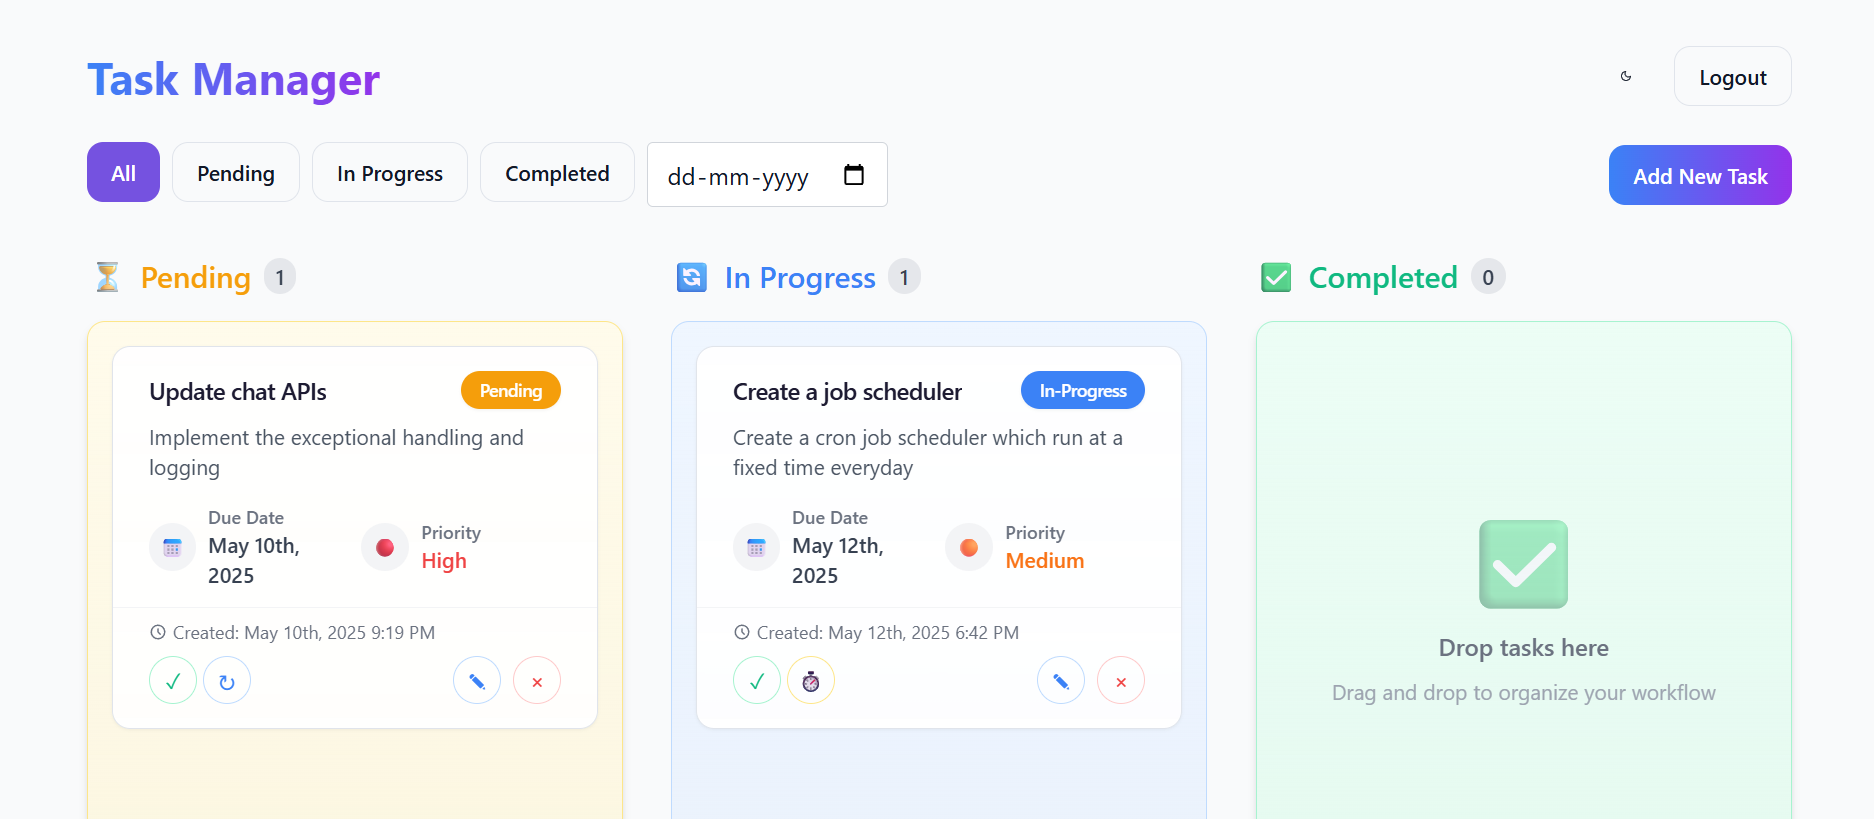 Task Manager
Logout
All
Pending
In Progress
Completed
dd-mm-yyyy
Add New Task
Pending 1
In Progress 1
Completed 0
Update chat APIs
Pending
Implement the exceptional handling and
logging
Due Date
May 10th,
2025
Priority
High
Created: May 10th, 2025 9:19 PM
Create a job scheduler
In-Progress
Create a cron job scheduler which run at a
fixed time everyday
Due Date
May 12th,
2025
Priority
Medium
Created: May 12th, 2025 6:42 PM
Drop tasks here
Drag and drop to organize your workflow